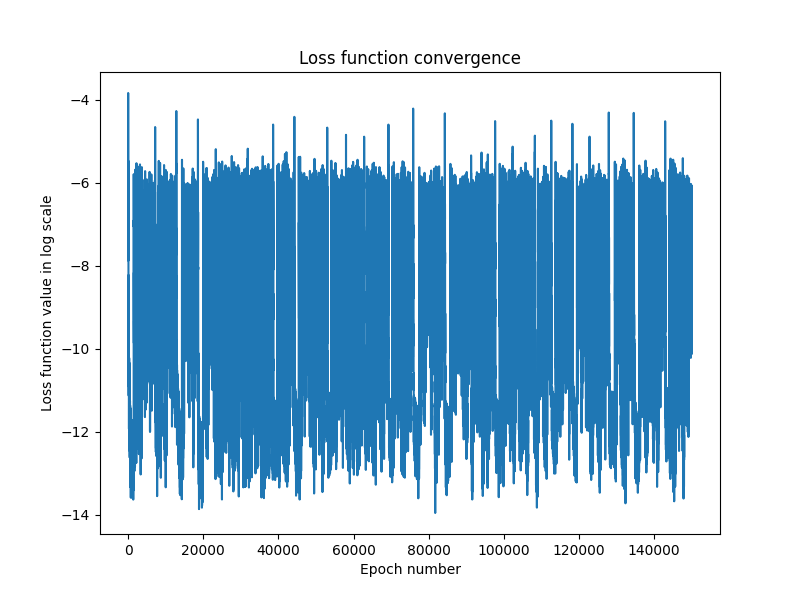 Loss function convergence
Loss function value in log scale
−4
−6
−8
−10
−12
−14
0 20000 40000 60000 80000 100000 120000 140000
Epoch number